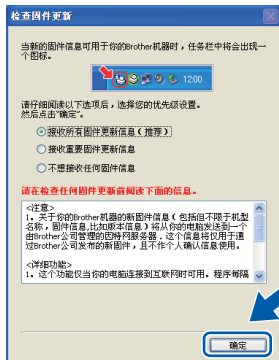 检查固件更新
当新的固件信息可用于你的Brother机器时，任务栏中将会出现一
个图标。
12:00
请仔细阅读以下选项后，选择您的优先级设置。
然后点击"确定"。
接收所有固件更新信息（推荐）
接收重要固件更新信息
不想接收任何固件信息
请在检查任何固件更新前阅读下面的信息。
<注意>
1. 关于你的Brother机器的新固件信息（包括但不限于机型
名称，固件信息,比如版本信息）将从你的电脑发送到一个
由Brother公司管理的因特网服务器．这个信息将仅用于通
过Brother公司发布的新固件，且不作个人确认信息使用。
<详细功能>
1. 这个功能仅当你的电脑连接到互联网时可用．程序每隔
确定